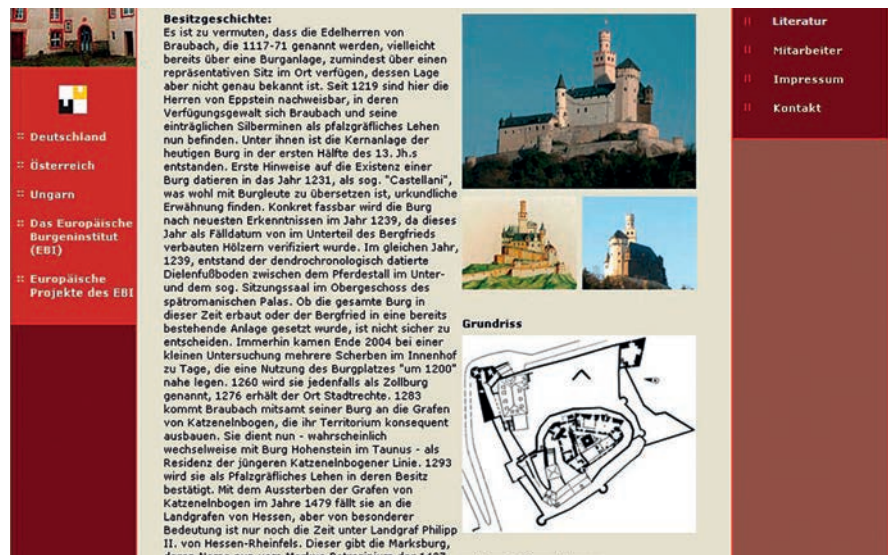 Deutschland
Österreich
Ungarn
Das Europäische
Burgeninstitut
(EBI)
Europäische
Projekte des EBI
Besitzgeschichte:
Es ist zu vermuten, dass die Edelherren von
Braubach, die 1117-71 genannt werden, vielleicht
bereits über eine Burganlage, zumindest über einen
repräsentativen Sitz im Ort verfügen, dessen Lage
aber nicht genau bekannt ist. Seit 1219 sind hier die
Herren von Eppstein nachweisbar, in deren
Verfügungsgewalt sich Braubach und seine
einträglichen Silberminen als pfalzgräfliches Lehen
nun befinden. Unter ihnen ist die Kernanlage der
heutigen Burg in der ersten Hälfte des 13. Jh.s
entstanden. Erste Hinweise auf die Existenz einer
Burg datieren in das Jahr 1231, als sog. "Castellani",
was wohl mit Burgleute zu übersetzen ist, urkundliche
Erwähnung finden. Konkret fassbar wird die Burg
nach neuesten Erkenntnissen im Jahr 1239, da dieses
Jahr als Fälldatum von im Unterteil des Bergfrieds
verbauten Hölzern verifiziert wurde. Im gleichen Jahr,
1239, entstand der dendrochronologisch datierte
Dielenfußboden zwischen dem Pferdestall im Unter-
und dem sog. Sitzungssaal im Obergeschoss des
spätromanischen Palas. Ob die gesamte Burg in
dieser Zeit erbaut oder der Bergfried in eine bereits
bestehende Anlage gesetzt wurde, ist nicht sicher zu
entscheiden. Immerhin kamen Ende 2004 bei einer
kleinen Untersuchung mehrere Scherben im Innenhof
zu Tage, die eine Nutzung des Burgplatzes "um 1200"
nahe legen. 1260 wird sie jedenfalls als Zollburg
genannt, 1276 erhält der Ort Stadtrechte. 1283
kommt Braubach mitsamt seiner Burg an die Grafen
von Katzenelnbogen, die ihr Territorium konsequent
ausbauen. Sie dient nun - wahrscheinlich
wechselweise mit Burg Hohenstein im Taunus - als
Residenz der jüngeren Katzenelnbogener Linie. 1293
wird sie als Pfalzgräfliches Lehen in deren Besitz
bestätigt. Mit dem Aussterben der Grafen von
Katzenelnbogen im Jahre 1479 fällt sie an die
Landgrafen von Hessen, aber von besonderer
Bedeutung ist nur noch die Zeit unter Landgraf Philipp
II. von Hessen-Rheinfels. Dieser gibt die Marksburg,
Grundriss
Literatur
Mitarbeiter
Impressum
Kontakt